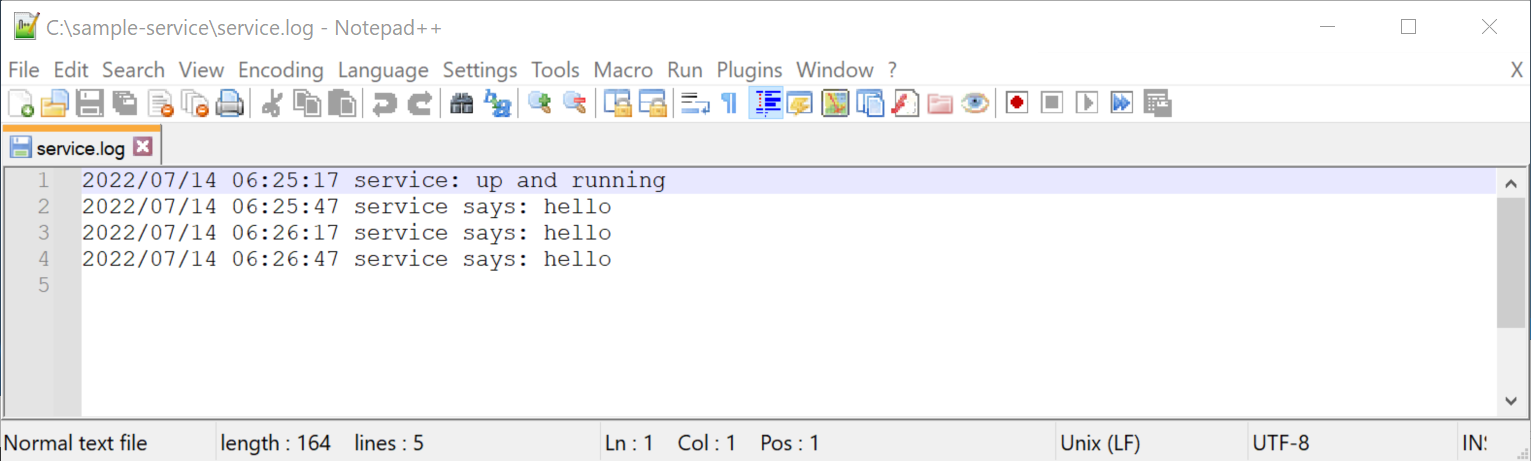 C:\sample-service\service.log - Notepad++
File Edit Search View Encoding Language Settings Tools Macro Run Plugins Window ? X
service.log
1 2022/07/14 06:25:17 service: up and running
2 2022/07/14 06:25:47 service says: hello
3 2022/07/14 06:26:17 service says: hello
4 2022/07/14 06:26:47 service says: hello
5
Normal text file length : 164 lines : 5 Ln : 1 Col : 1 Pos : 1 Unix (LF) UTF-8